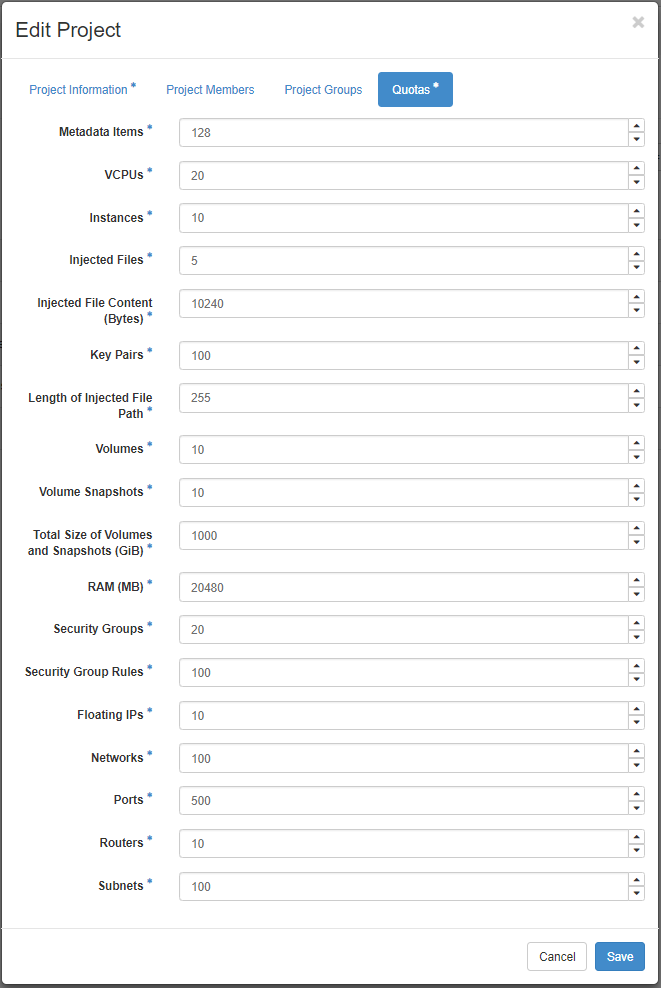 Edit Project ×
Project Information * Project Members Project Groups Quotas *
Metadata Items * 128
VCPUs * 20
Instances * 10
Injected Files * 5
Injected File Content
(Bytes) * 10240
Key Pairs * 100
Length of Injected File
Path * 255
Volumes * 10
Volume Snapshots * 10
Total Size of Volumes
and Snapshots (GiB) * 1000
RAM (MB) * 20480
Security Groups * 20
Security Group Rules * 100
Floating IPs * 10
Networks * 100
Ports * 500
Routers * 10
Subnets * 100
Cancel Save